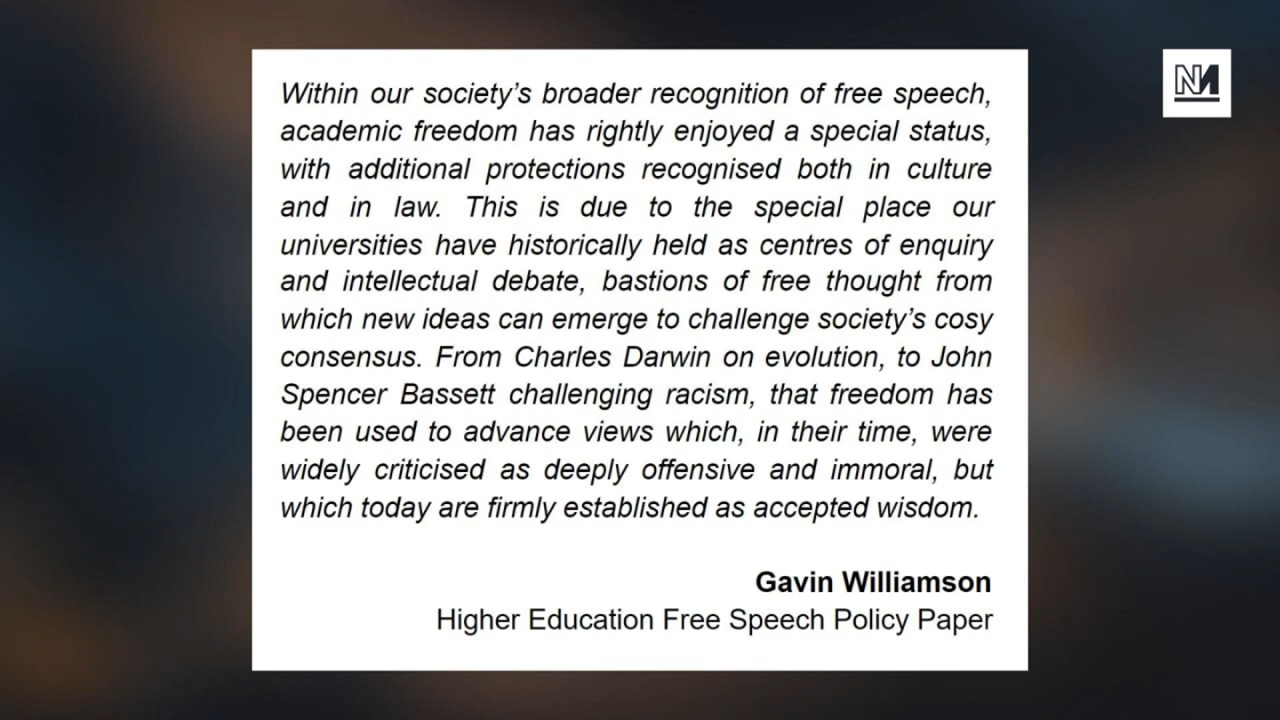 Within our society’s broader recognition of free speech,
academic freedom has rightly enjoyed a special status,
with additional protections recognised both in culture
and in law. This is due to the special place our
universities have historically held as centres of enquiry
and intellectual debate, bastions of free thought from
which new ideas can emerge to challenge society’s cosy
consensus. From Charles Darwin on evolution, to John
Spencer Bassett challenging racism, that freedom has
been used to advance views which, in their time, were
widely criticised as deeply offensive and immoral, but
which today are firmly established as accepted wisdom.
Gavin Williamson
Higher Education Free Speech Policy Paper
NM